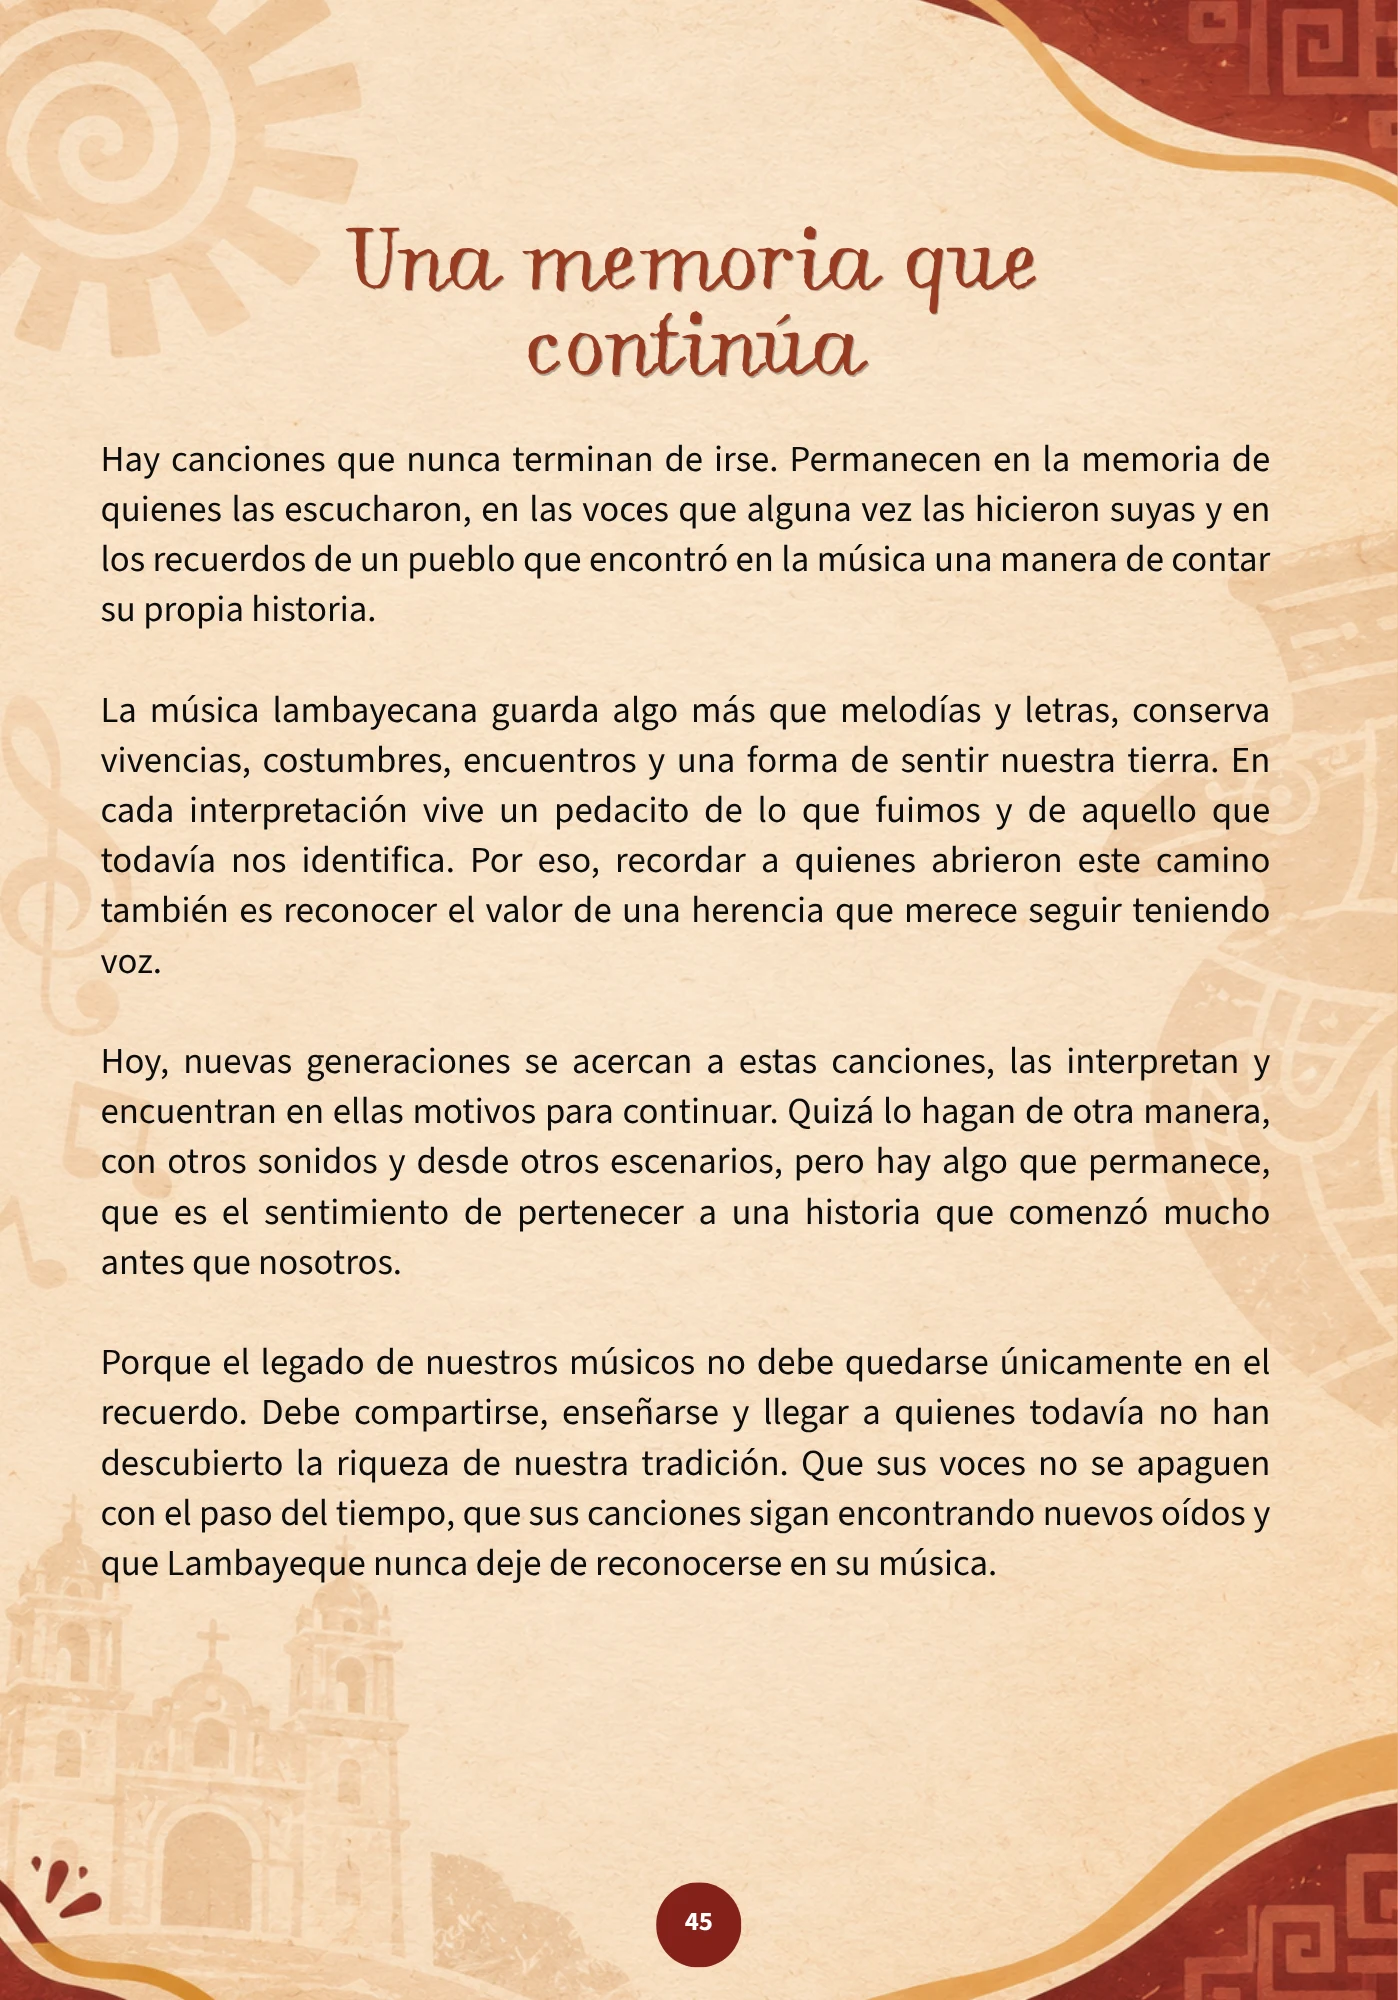 Una memoria que
continúa
Hay canciones que nunca terminan de irse. Permanecen en la memoria de
quienes las escucharon, en las voces que alguna vez las hicieron suyas y en
los recuerdos de un pueblo que encontró en la música una manera de contar
su propia historia.
La música lambayecana guarda algo más que melodías y letras, conserva
vivencias, costumbres, encuentros y una forma de sentir nuestra tierra. En
cada interpretación vive un pedacito de lo que fuimos y de aquello que
todavía nos identifica. Por eso, recordar a quienes abrieron este camino
también es reconocer el valor de una herencia que merece seguir teniendo
voz.
Hoy, nuevas generaciones se acercan a estas canciones, las interpretan y
encuentran en ellas motivos para continuar. Quizá lo hagan de otra manera,
con otros sonidos y desde otros escenarios, pero hay algo que permanece,
que es el sentimiento de pertenecer a una historia que comenzó mucho
antes que nosotros.
Porque el legado de nuestros músicos no debe quedarse únicamente en el
recuerdo. Debe compartirse, enseñarse y llegar a quienes todavía no han
descubierto la riqueza de nuestra tradición. Que sus voces no se apaguen
con el paso del tiempo, que sus canciones sigan encontrando nuevos oídos y
que Lambayeque nunca deje de reconocerse en su música.
45